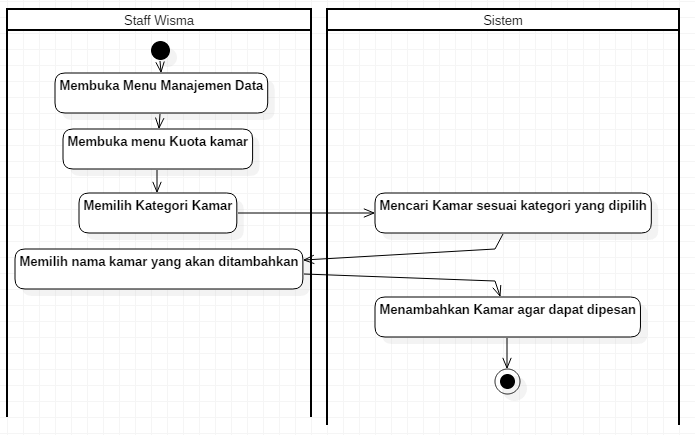 Staff Wisma
Sistem
Membuka Menu Manajemen Data
Membuka menu Kuota kamar
Memilih Kategori Kamar
Mencari Kamar sesuai kategori yang dipilih
Memilih nama kamar yang akan ditambahkan
Menambahkan Kamar agar dapat dipesan